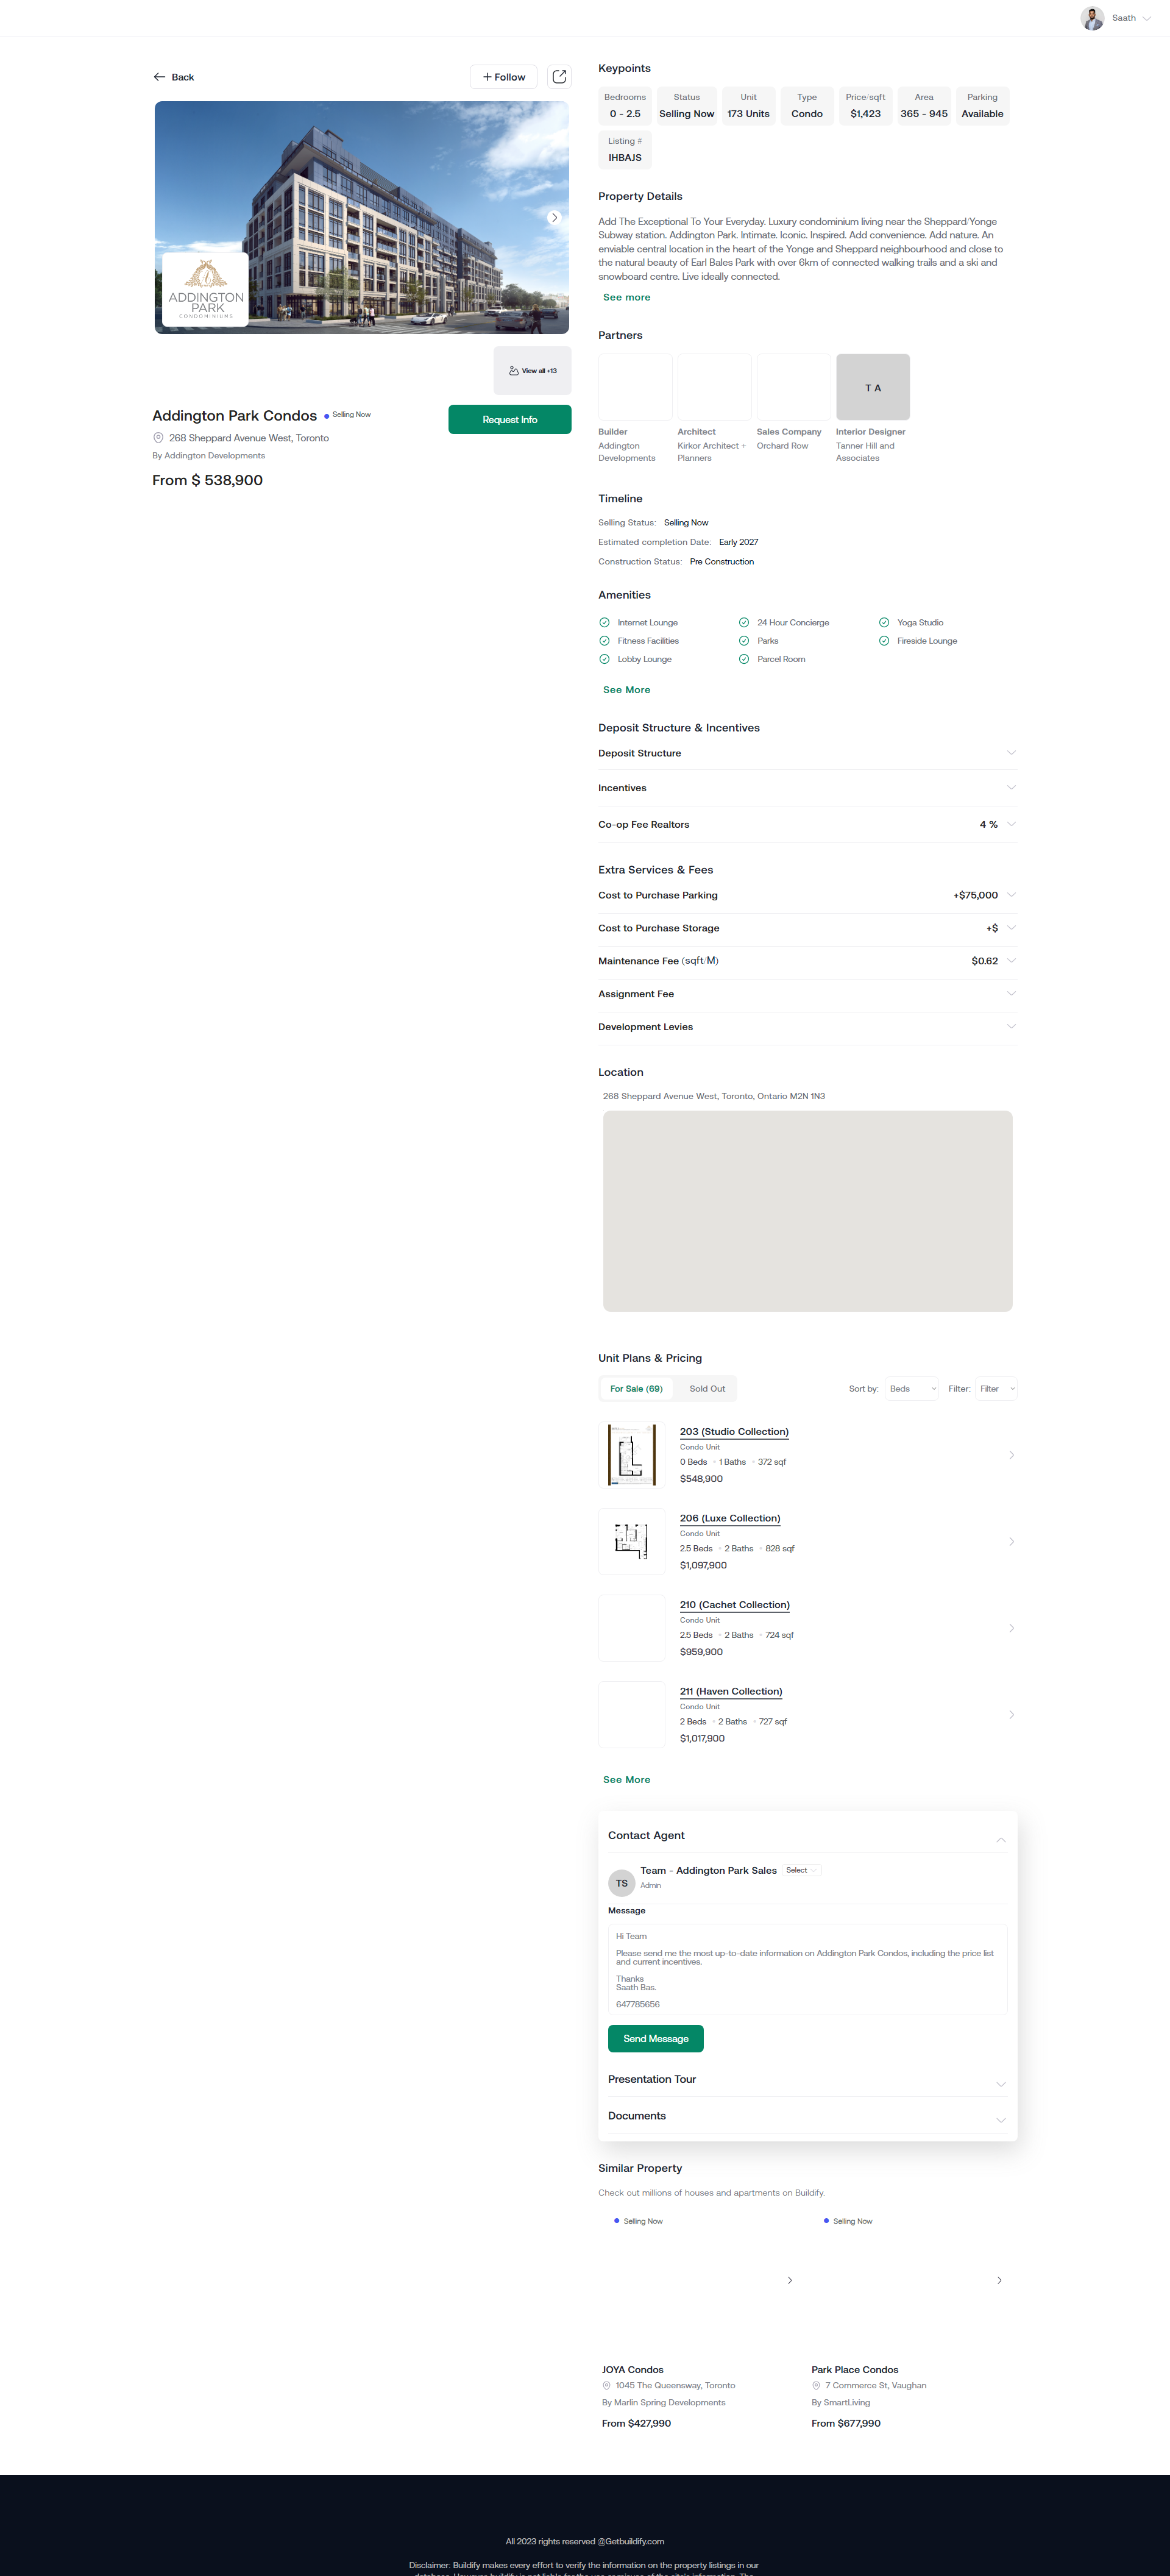 Saath
Back
Follow
ADDINGTON
PARK
CONDOMINIUMS
View all +13
Addington Park Condos
Selling Now
Request Info
268 Sheppard Avenue West, Toronto
By Addington Developments
From $ 538,900
Keypoints
Bedrooms
0 - 2.5
Status
Selling Now
Unit
173 Units
Type
Condo
Price/sqft
$1,423
Area
365 - 945
Parking
Available
Listing #
IHBAJS
Property Details
Add The Exceptional To Your Everyday. Luxury condominium living near the Sheppard/Yonge
Subway station. Addington Park. Intimate. Iconic. Inspired. Add convenience. Add nature. An
enviable central location in the heart of the Yonge and Sheppard neighbourhood and close to
the natural beauty of Earl Bales Park with over 6km of connected walking trails and a ski and
snowboard centre. Live ideally connected.
See more
Partners
T A
Builder
Addington
Developments
Architect
Kirkor Architect +
Planners
Sales Company
Orchard Row
Interior Designer
Tanner Hill and
Associates
Timeline
Selling Status: Selling Now
Estimated completion Date: Early 2027
Construction Status: Pre Construction
Amenities
Internet Lounge
24 Hour Concierge
Yoga Studio
Fitness Facilities
Parks
Fireside Lounge
Lobby Lounge
Parcel Room
See More
Deposit Structure & Incentives
Deposit Structure
Incentives
Co-op Fee Realtors 4 %
Extra Services & Fees
Cost to Purchase Parking +$75,000
Cost to Purchase Storage +$
Maintenance Fee (sqft/M) $0.62
Assignment Fee
Development Levies
Location
268 Sheppard Avenue West, Toronto, Ontario M2N 1N3
Unit Plans & Pricing
For Sale (69)
Sold Out
Sort by: Beds
Filter: Filter
203 (Studio Collection)
Condo Unit
0 Beds 1 Baths 372 sqf
$548,900
206 (Luxe Collection)
Condo Unit
2.5 Beds 2 Baths 828 sqf
$1,097,900
210 (Cachet Collection)
Condo Unit
2.5 Beds 2 Baths 724 sqf
$959,900
211 (Haven Collection)
Condo Unit
2 Beds 2 Baths 727 sqf
$1,017,900
See More
Contact Agent
TS
Team - Addington Park Sales
Select
Admin
Message
Hi Team
Please send me the most up-to-date information on Addington Park Condos, including the price list
and current incentives.
Thanks
Saath Bas.
647785656
Send Message
Presentation Tour
Documents
Similar Property
Check out millions of houses and apartments on Buildify.
Selling Now
Selling Now
JOYA Condos
1045 The Queensway, Toronto
By Marlin Spring Developments
From $427,990
Park Place Condos
7 Commerce St, Vaughan
By SmartLiving
From $677,990
All 2023 rights reserved @Getbuildify.com
Disclaimer: Buildify makes every effort to verify the information on the property listings in our